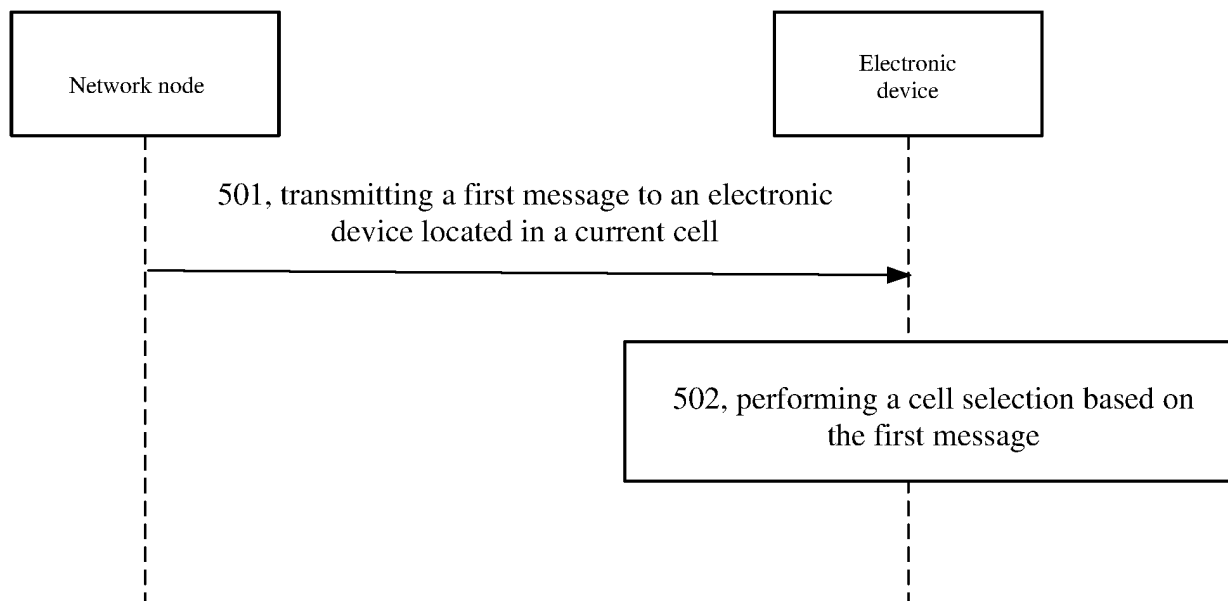 Network node
Electronic
device
501, transmitting a first message to an electronic
device located in a current cell
502, performing a cell selection based on
the first message